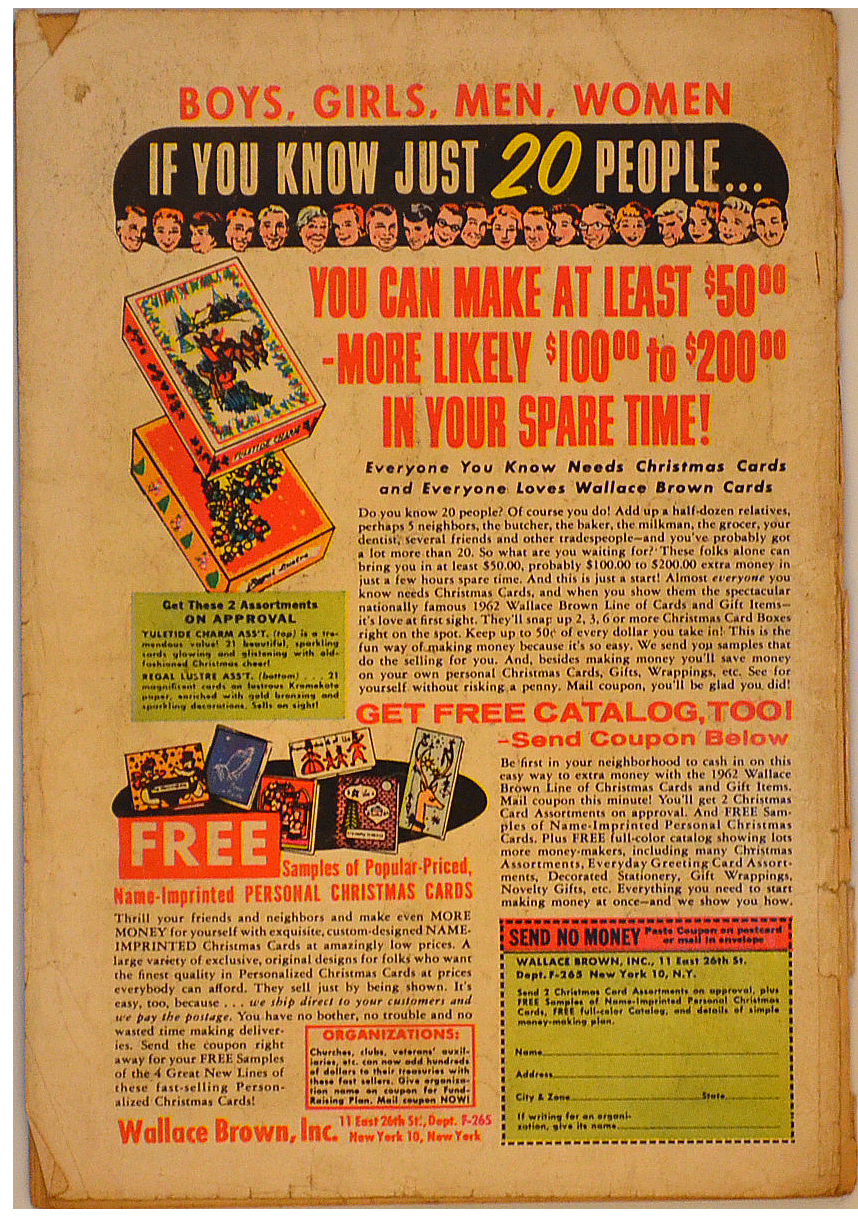 BOYS, GIRLS, MEN, WOMEN
IF YOU KNOW JUST 20 PEOPLE...
YOU CAN MAKE AT LEAST $5000
-MORE LIKELY $10000 to $20000
IN YOUR SPARE TIME!
Everyone You Know Needs Christmas Cards
and Everyone Loves Wallace Brown Cards
Do you know 20 people? Of course you do! Add up a half-dozen relatives,
perhaps 5 neighbors, the butcher, the baker, the milkman, the grocer, your
dentist, several friends and other tradespeople—and you've probably got
a lot more than 20. So what are you waiting for? These folks alone can
bring you in at least $50.00, probably $100.00 to $200.00 extra money in
just a few hours spare time. And this is just a start! Almost everyone you
know needs Christmas Cards, and when you show them the spectacular
nationally famous 1962 Wallace Brown Line of Cards and Gift Items—
it's love at first sight. They'll snap up 2, 3, 6 or more Christmas Card Boxes
right on the spot. Keep up to 50¢ of every dollar you take in! This is the
fun way of making money because it's so easy. We send you samples that
do the selling for you. And, besides making money you'll save money
on your own personal Christmas Cards, Gifts, Wrappings, etc. See for
yourself without risking a penny. Mail coupon, you'll be glad you did!
YULETIDE CHARM
Regal Lustre
Get These 2 Assortments
ON APPROVAL
YULETIDE CHARM ASS'T. (top) is a tre-
mendous value! 21 beautiful, sparkling
cards glowing and glistening with old-
fashioned Christmas cheer!
REGAL LUSTRE ASS'T. (bottom) . . . 21
magnificent cards on lustrous Kromekote
paper, enriched with gold bronzing and
sparkling decorations. Sells on sight!
GET FREE CATALOG, TOO!
-Send Coupon Below
Be first in your neighborhood to cash in on this
easy way to extra money with the 1962 Wallace
Brown Line of Christmas Cards and Gift Items.
Mail coupon this minute! You'll get 2 Christmas
Card Assortments on approval. And FREE Sam-
ples of Name-Imprinted Personal Christmas
Cards. Plus FREE full-color catalog showing lots
more money-makers, including many Christmas
Assortments, Everyday Greeting Card Assort-
ments, Decorated Stationery, Gift Wrappings,
Novelty Gifts, etc. Everything you need to start
making money at once—and we show you how.
FREE
Samples of Popular-Priced,
Name-Imprinted PERSONAL CHRISTMAS CARDS
Thrill your friends and neighbors and make even MORE
MONEY for yourself with exquisite, custom-designed NAME-
IMPRINTED Christmas Cards at amazingly low prices. A
large variety of exclusive, original designs for folks who want
the finest quality in Personalized Christmas Cards at prices
everybody can afford. They sell just by being shown. It's
easy, too, because . . . we ship direct to your customers and
we pay the postage. You have no bother, no trouble and no
wasted time making deliver-
ies. Send the coupon right
away for your FREE Samples
of the 4 Great New Lines of
these fast-selling Person-
alized Christmas Cards!
ORGANIZATIONS:
Churches, clubs, veterans' auxil-
iaries, etc. can now add hundreds
of dollars to their treasuries with
these fast sellers. Give organiza-
tion name on coupon for Fund-
Raising Plan. Mail coupon NOW!
Wallace Brown, Inc. 11 East 26th St., Dept. F-265
New York 10, New York
SEND NO MONEY Paste Coupon on postcard
or mail in envelope
WALLACE BROWN, INC., 11 East 26th St.
Dept. F-265 New York 10, N.Y.
Send 2 Christmas Card Assortments on approval, plus
FREE Samples of Name-Imprinted Personal Christmas
Cards, FREE full-color Catalog, and details of simple
money-making plan.
Name
Address
City & Zone State
If writing for an organi-
zation, give its name